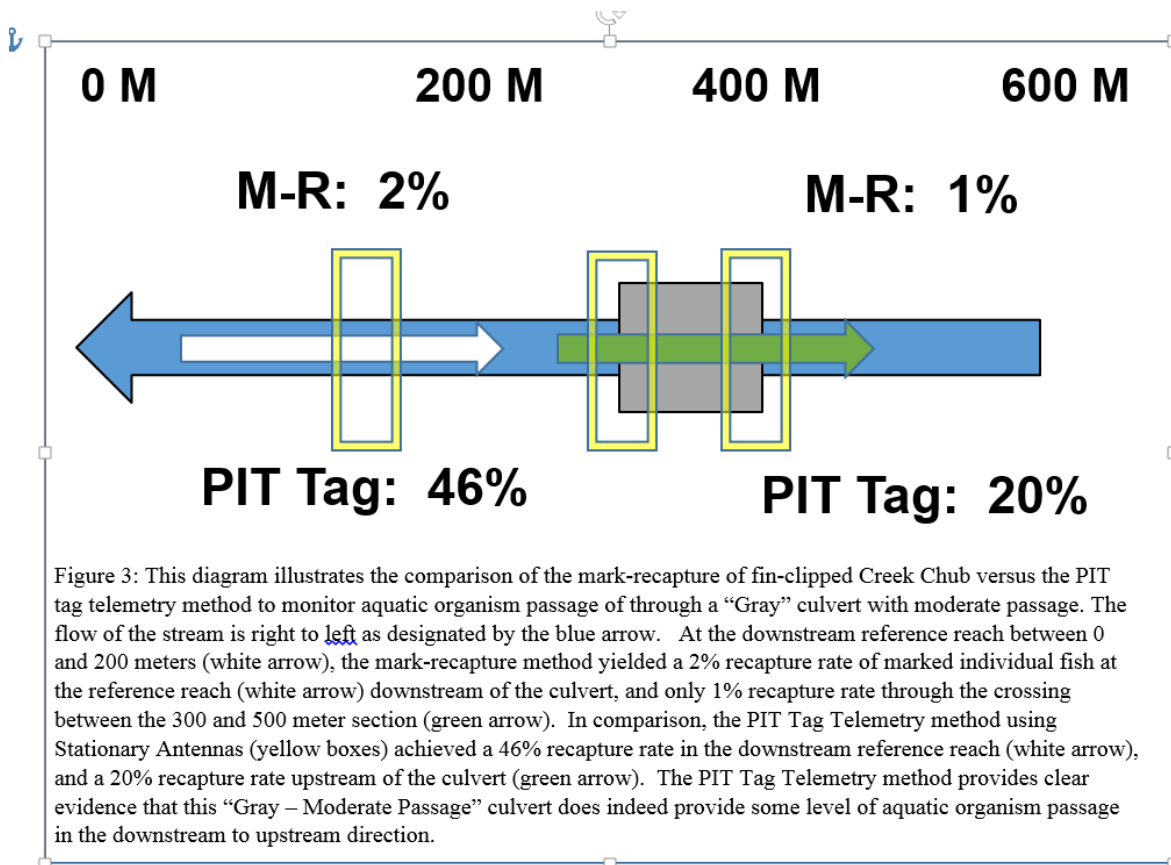 0 M 200 M 400 M 600 M
M-R: 2% M-R: 1%
PIT Tag: 46% PIT Tag: 20%
Figure 3: This diagram illustrates the comparison of the mark-recapture of fin-clipped Creek Chub versus the PIT
tag telemetry method to monitor aquatic organism passage of through a “Gray” culvert with moderate passage. The
flow of the stream is right to left as designated by the blue arrow. At the downstream reference reach between 0
and 200 meters (white arrow), the mark-recapture method yielded a 2% recapture rate of marked individual fish at
the reference reach (white arrow) downstream of the culvert, and only 1% recapture rate through the crossing
between the 300 and 500 meter section (green arrow). In comparison, the PIT Tag Telemetry method using
Stationary Antennas (yellow boxes) achieved a 46% recapture rate in the downstream reference reach (white arrow),
and a 20% recapture rate upstream of the culvert (green arrow). The PIT Tag Telemetry method provides clear
evidence that this “Gray – Moderate Passage” culvert does indeed provide some level of aquatic organism passage
in the downstream to upstream direction.